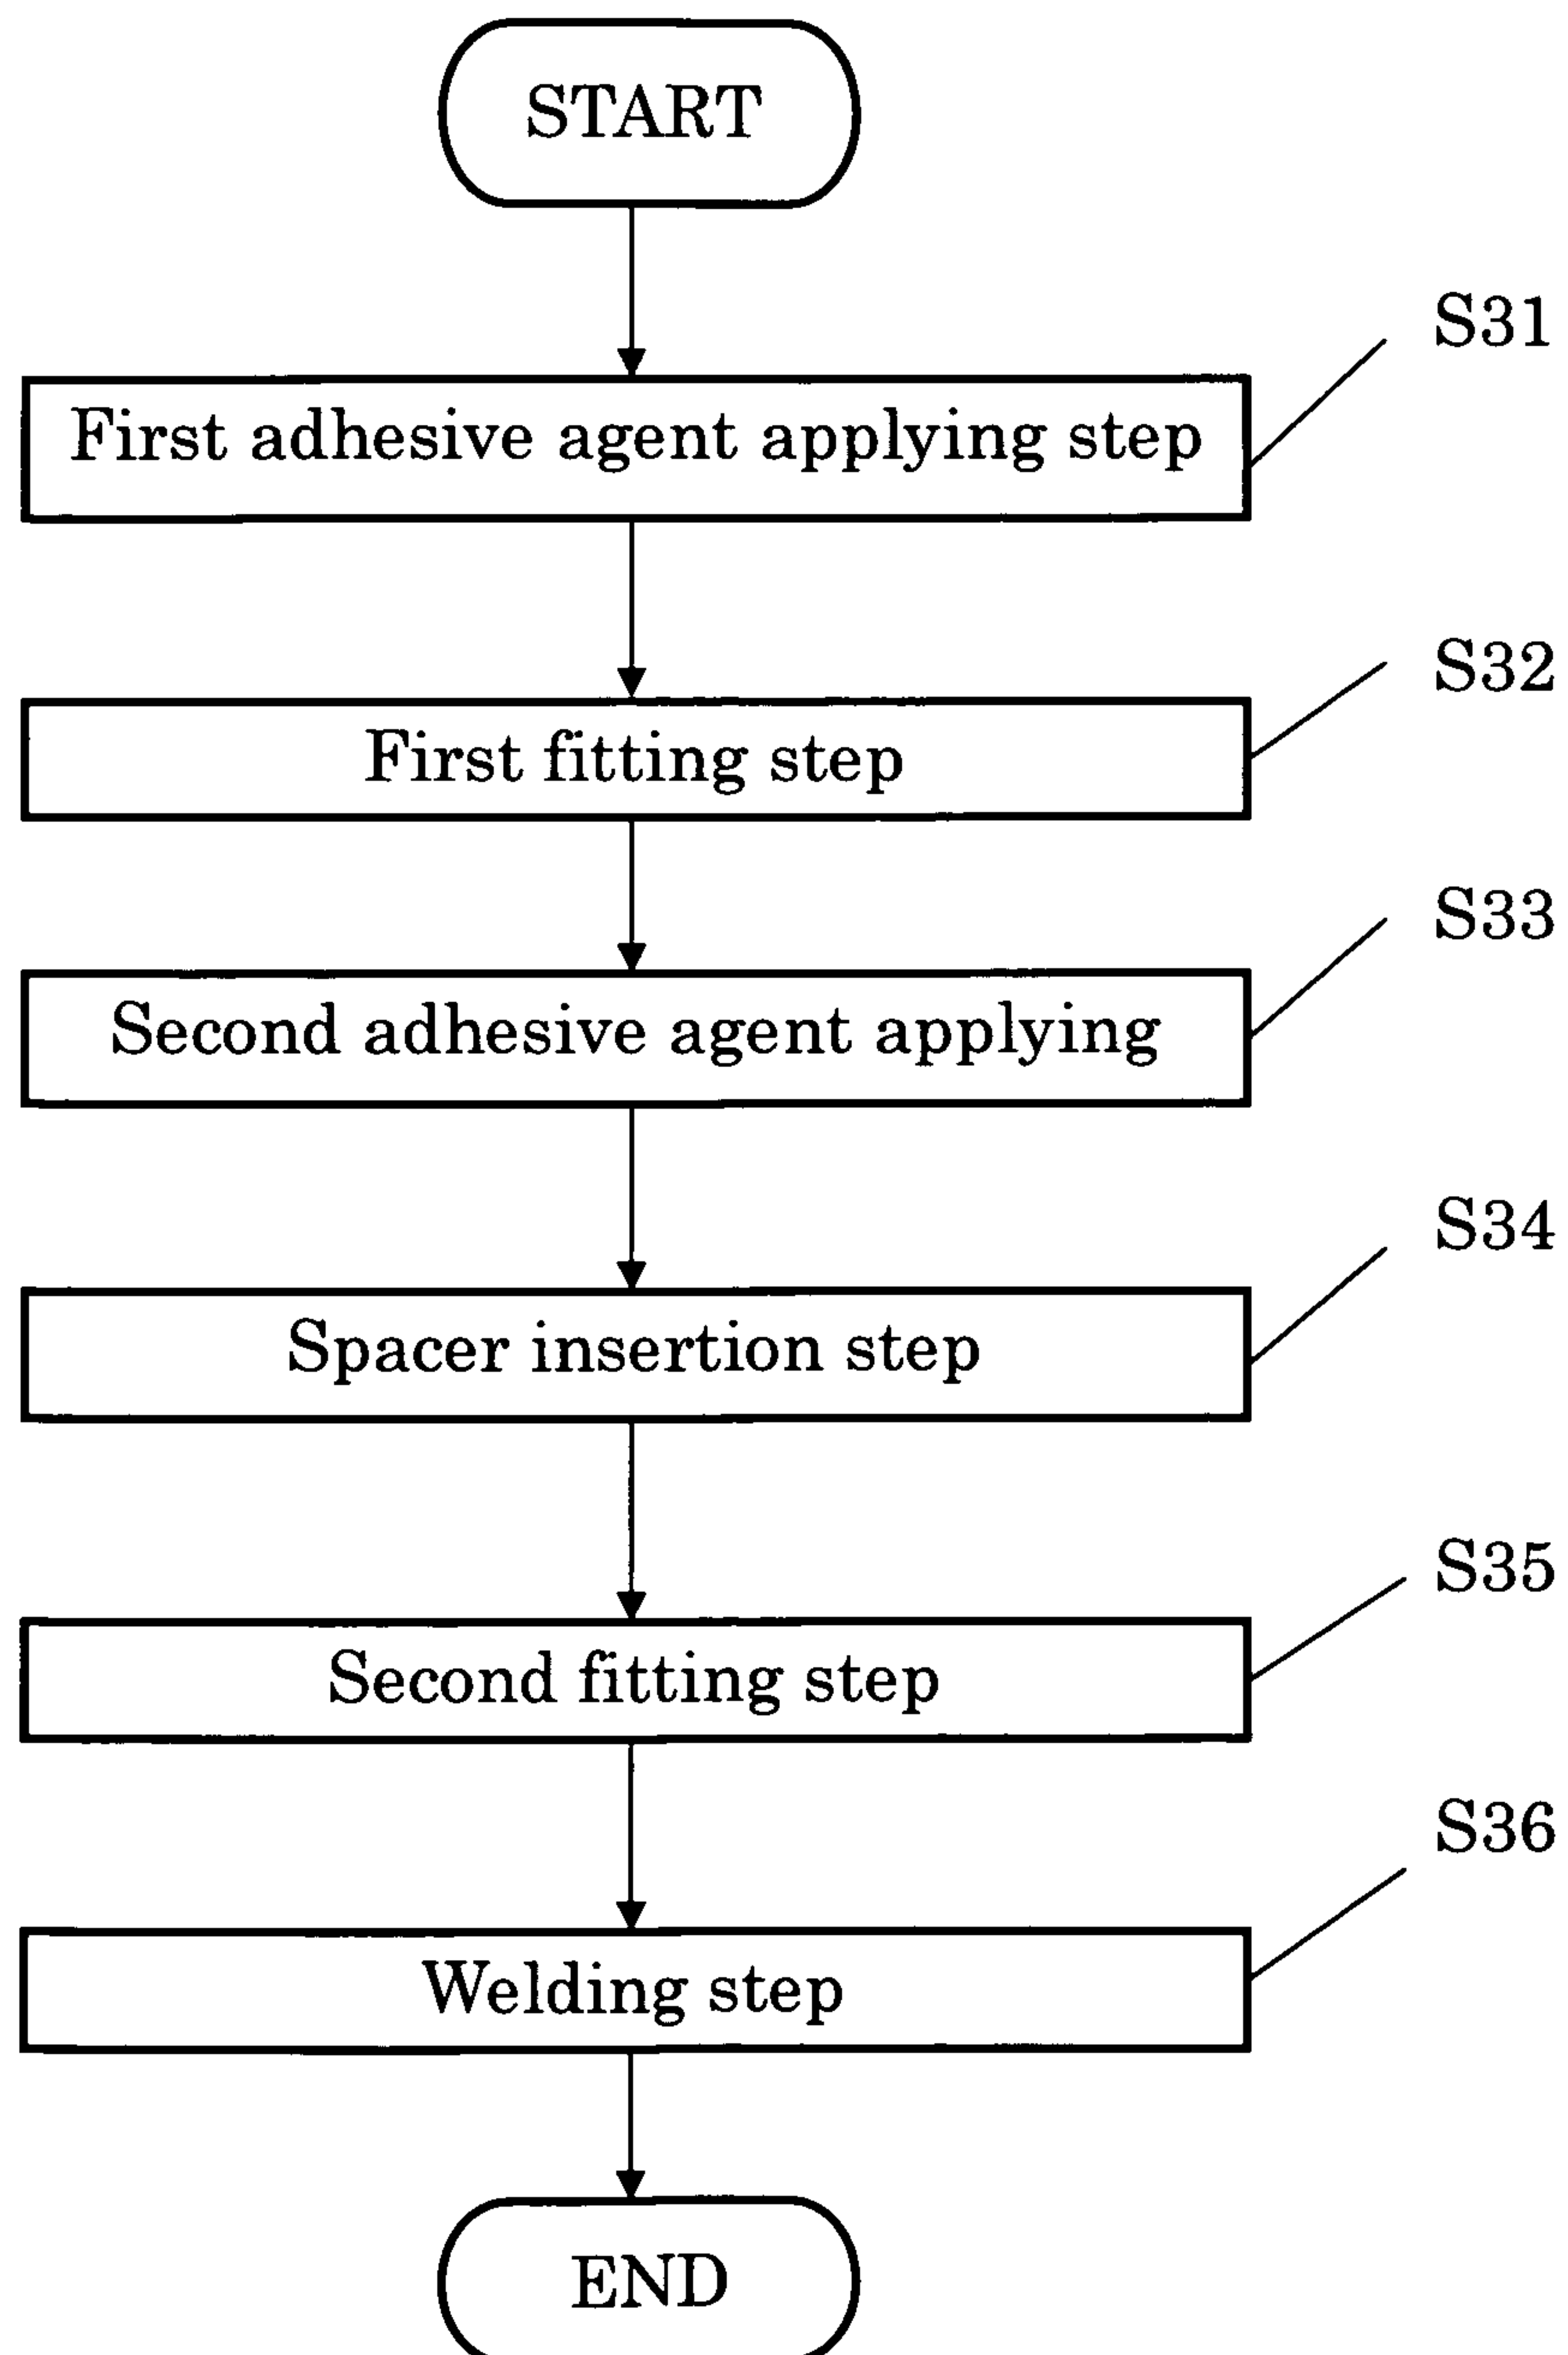 START
S31
First adhesive agent applying step
S32
First fitting step
S33
Second adhesive agent applying
S34
Spacer insertion step
S35
Second fitting step
S36
Welding step
END